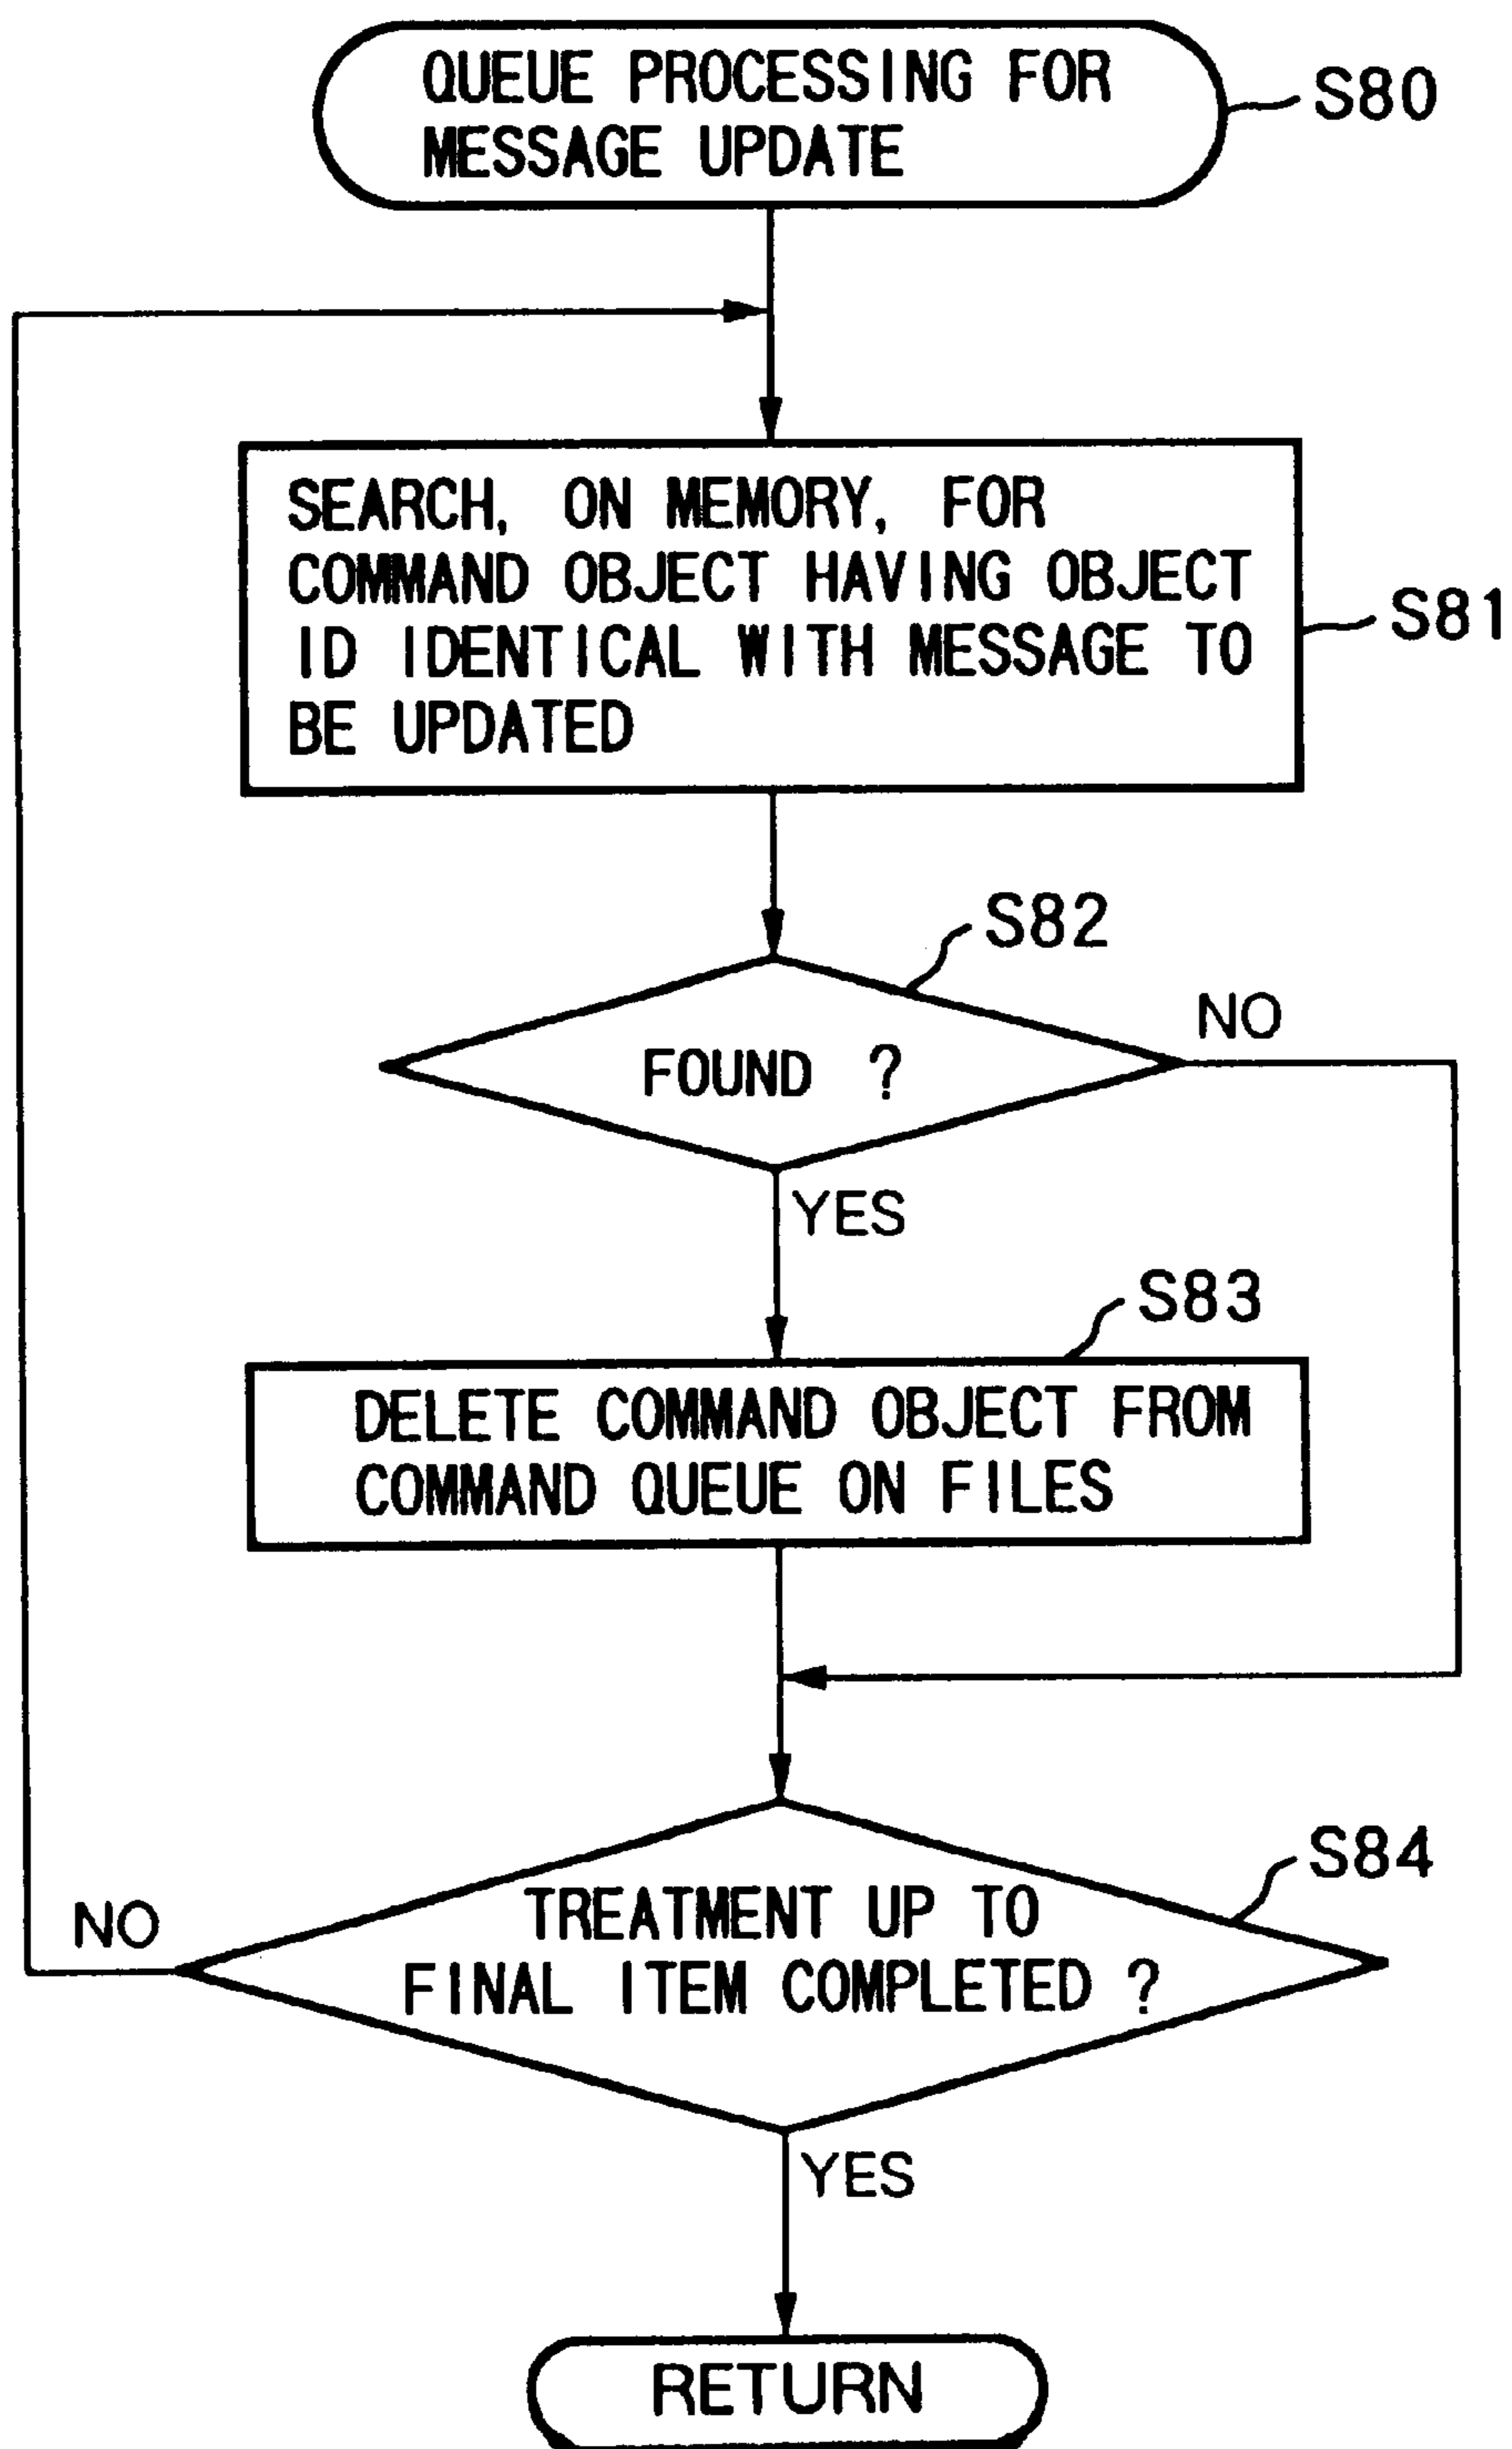 QUEUE PROCESSING FOR
MESSAGE UPDATE
S80
SEARCH, ON MEMORY, FOR
COMMAND OBJECT HAVING OBJECT
ID IDENTICAL WITH MESSAGE TO
BE UPDATED
S81
S82
FOUND ?
NO
YES
S83
DELETE COMMAND OBJECT FROM
COMMAND QUEUE ON FILES
S84
TREATMENT UP TO
FINAL ITEM COMPLETED ?
NO
YES
RETURN